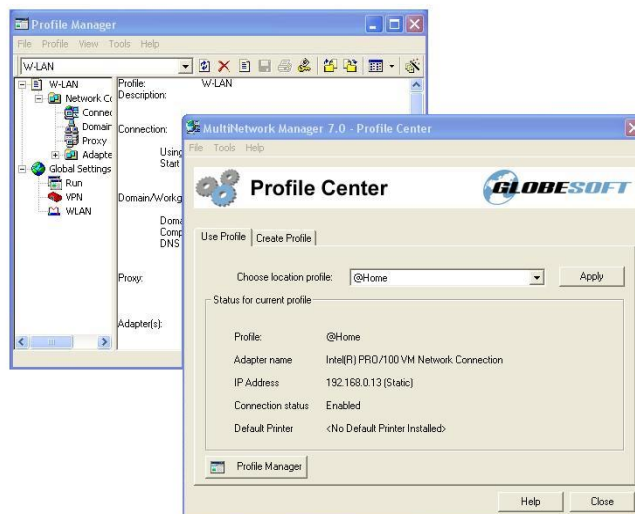 Profile Manager
File Profile View Tools Help
W-LAN
W-LAN
Network Co
Connec
Domain
Proxy
Adapte
Global Settings
Run
VPN
WLAN
Profile: W-LAN
Description:
Connection:
Using
Start
Domain/Workg
Doma
Comp
DNS
Proxy:
Adapter(s):
MultiNetwork Manager 7.0 - Profile Center
File Tools Help
Profile Center
GLOBESOFT
Use Profile Create Profile
Choose location profile: @Home Apply
Status for current profile
Profile: @Home
Adapter name Intel(R) PRO/100 VM Network Connection
IP Address 192.168.0.13 (Static)
Connection status Enabled
Default Printer <No Default Printer Installed>
Profile Manager
Help Close